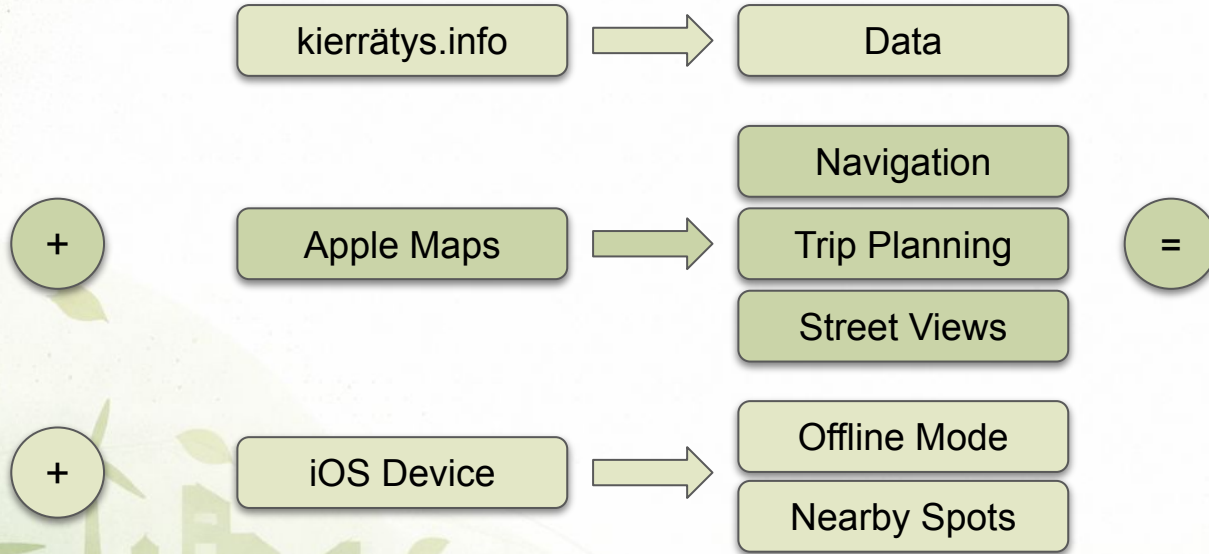 kierrätys.info
Data
Navigation
+
Apple Maps
Trip Planning
=
Street Views
Offline Mode
+
iOS Device
Nearby Spots